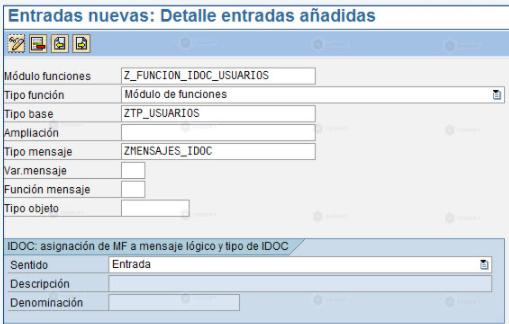 Entradas nuevas: Detalle entradas añadidas
Módulo funciones Z_FUNCION_IDOC_USUARIOS
Tipo función Módulo de funciones
Tipo base ZTP_USUARIOS
Ampliación
Tipo mensaje ZMENSAJES_IDOC
Var.mensaje
Función mensaje
Tipo objeto
IDOC: asignación de MF a mensaje lógico y tipo de IDOC
Sentido Entrada
Descripción
Denominación